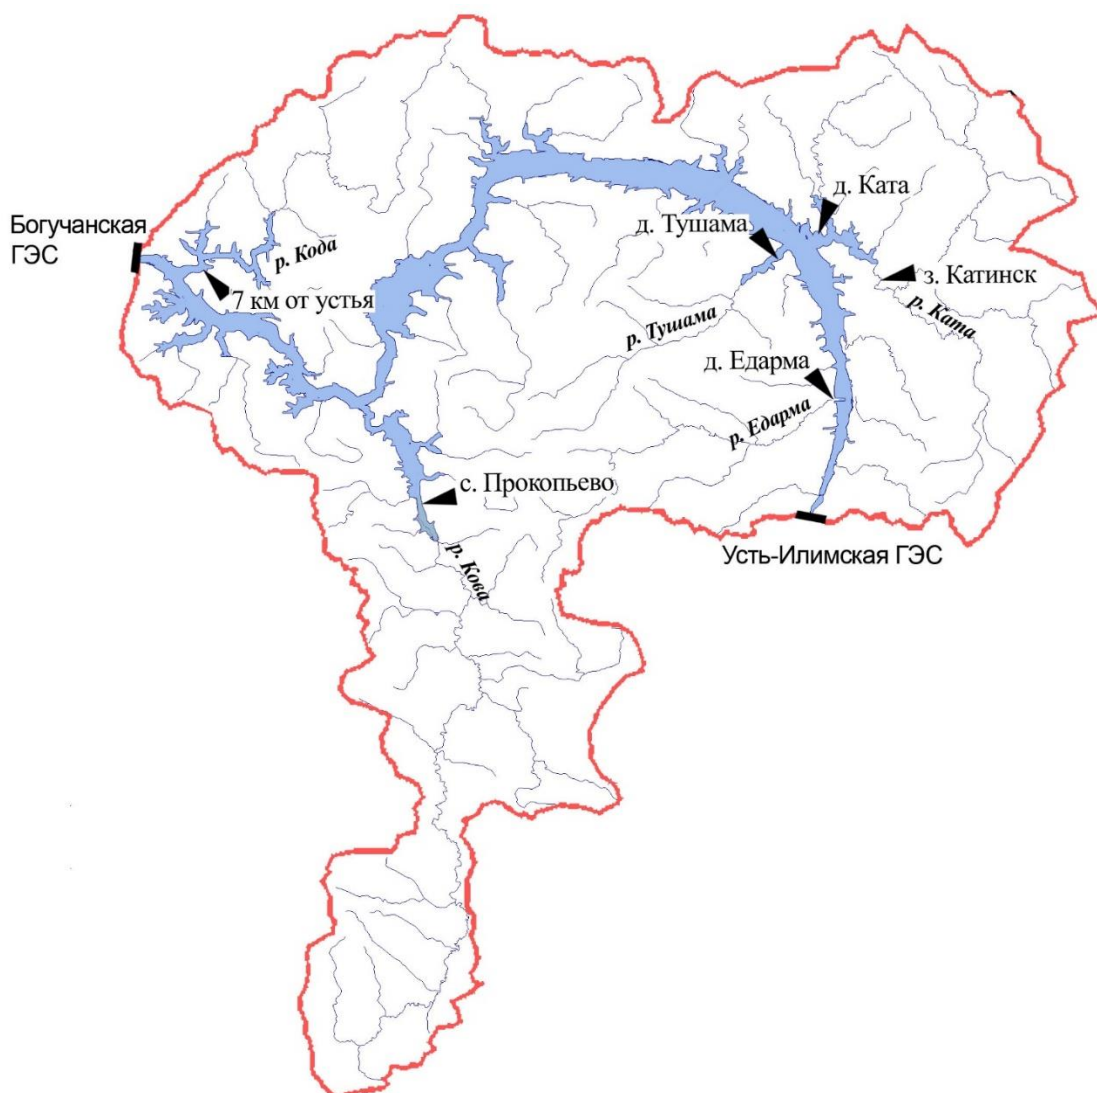 д. Ката
д. Тушама
Богучанская
ГЭС
р. Кода
з. Катинск
7 км от устья
р. Ката
р. Тушама
д. Едарма
р. Едарма
с. Прокопьево
Усть-Илимская ГЭС
р. Кова